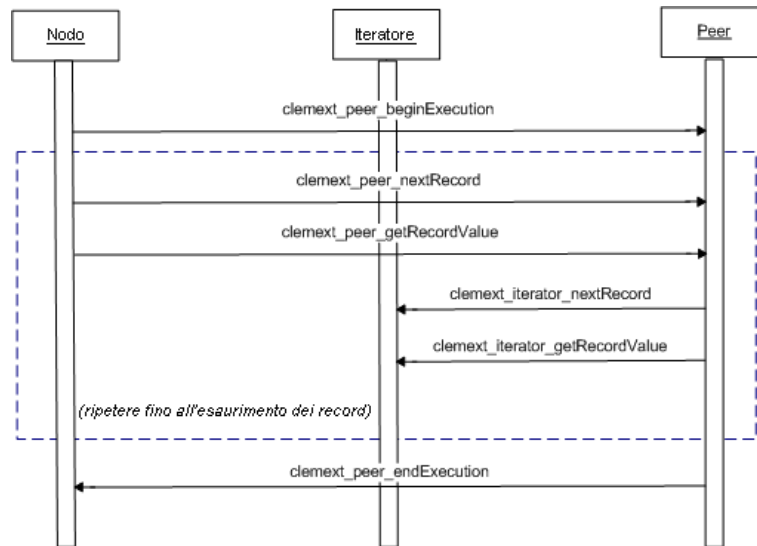 Nodo
Iteratore
Peer
clemext_peer_beginExecution
clemext_peer_nextRecord
clemext_peer_getRecordValue
clemext_iterator_nextRecord
clemext_iterator_getRecordValue
(ripetere fino all'esaurimento dei record)
clemext_peer_endExecution